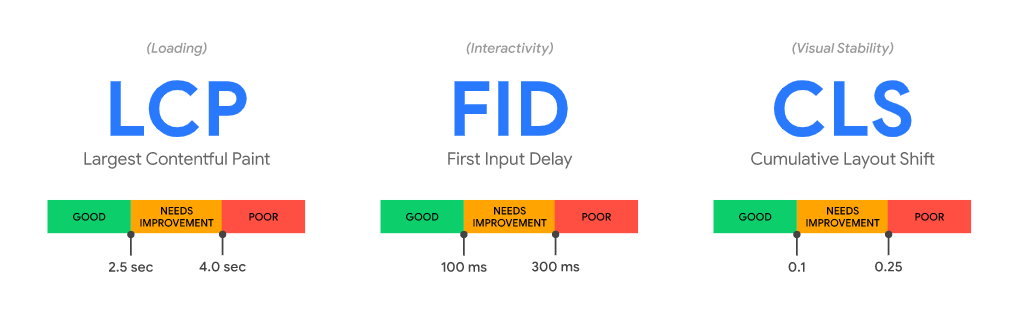 (Loading)
LCP
Largest Contentful Paint
GOOD
NEEDS
IMPROVEMENT
POOR
2.5 sec
4.0 sec
(Interactivity)
FID
First Input Delay
GOOD
NEEDS
IMPROVEMENT
POOR
100 ms
300 ms
(Visual Stability)
CLS
Cumulative Layout Shift
GOOD
NEEDS
IMPROVEMENT
POOR
0.1
0.25